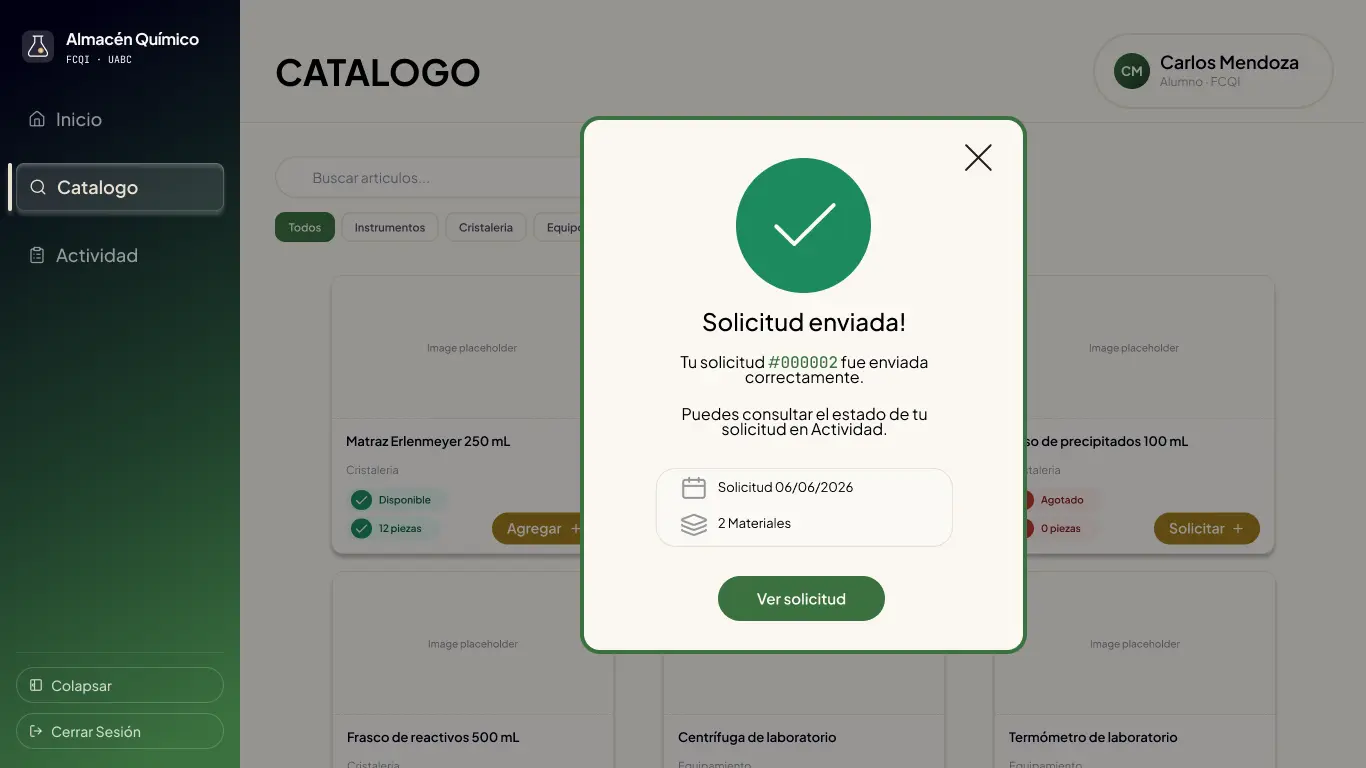 Almacén Químico
FCQI · UABC
Inicio
Catalogo
Actividad
Colapsar
Cerrar Sesión
CATALOGO
CM
Carlos Mendoza
Alumno · FCQI
Buscar articulos...
Todos
Instrumentos
Cristaleria
Image placeholder
Matraz Erlenmeyer 250 mL
Cristaleria
Disponible
12 piezas
Agregar +
Solicitud enviada!
Tu solicitud #000002 fue enviada
correctamente.
Puedes consultar el estado de tu
solicitud en Actividad.
Solicitud 06/06/2026
2 Materiales
Ver solicitud
Image placeholder
de precipitados 100 mL
Agotado
0 piezas
Solicitar +
Image placeholder
Frasco de reactivos 500 mL
Cristaleria
Centrífuga de laboratorio
Equipamiento
Image placeholder
Termómetro de laboratorio
Equipamiento